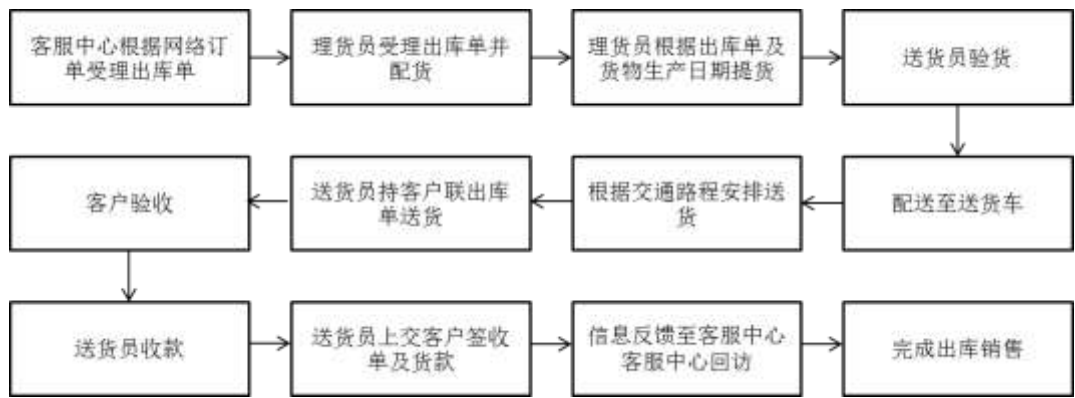 客服中心根据网络订
单受理出库单
理货员受理出库单并
配货
理货员根据出库单及
货物生产日期提货
送货员验货
配送至送货车
根据交通路程安排送
货
送货员持客户联出库
单送货
客户验收
送货员收款
送货员上交客户签收
单及货款
信息反馈至客服中心
客服中心回访
完成出库销售